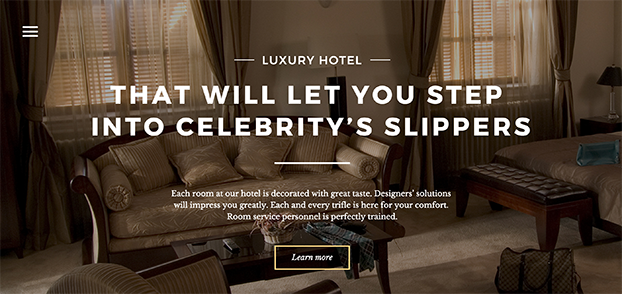 LUXURY HOTEL
THAT WILL LET YOU STEP
INTO CELEBRITY’S SLIPPERS
Each room at our hotel is decorated with great taste. Designers’ solutions
will impress you greatly. Each and every trifle is here for your comfort.
Room service personnel is perfectly trained.
Learn more